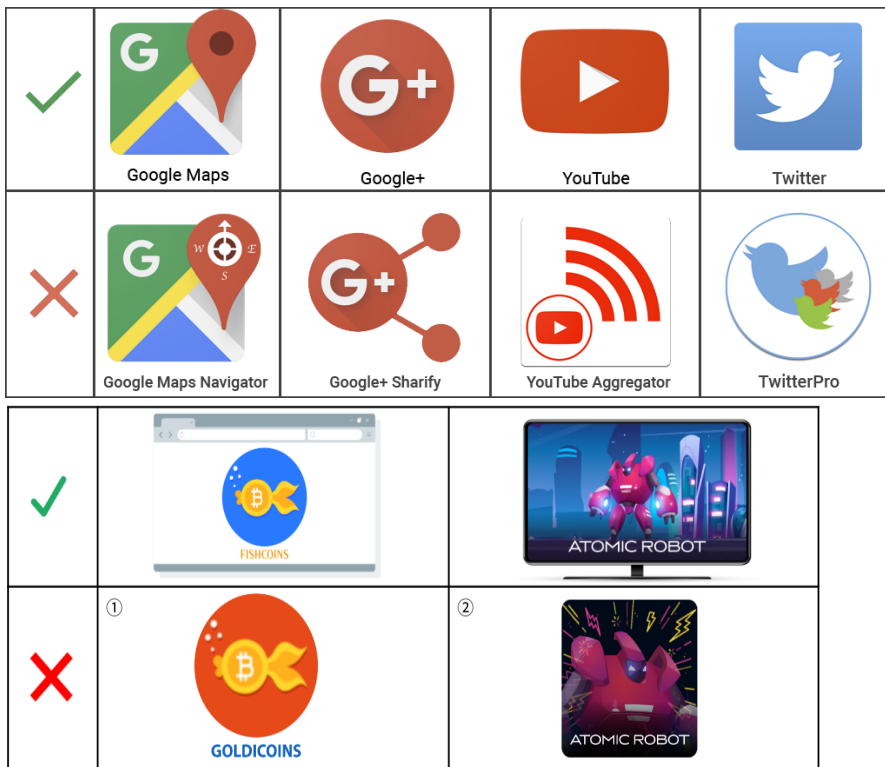 G
G+
Google Maps
Google+
YouTube
Twitter
G
W E
S
G+
Google Maps Navigator
Google+ Sharify
YouTube Aggregator
TwitterPro
₿
FISHCOINS
ATOMIC ROBOT
①
②
₿
GOLDICOINS
ATOMIC ROBOT